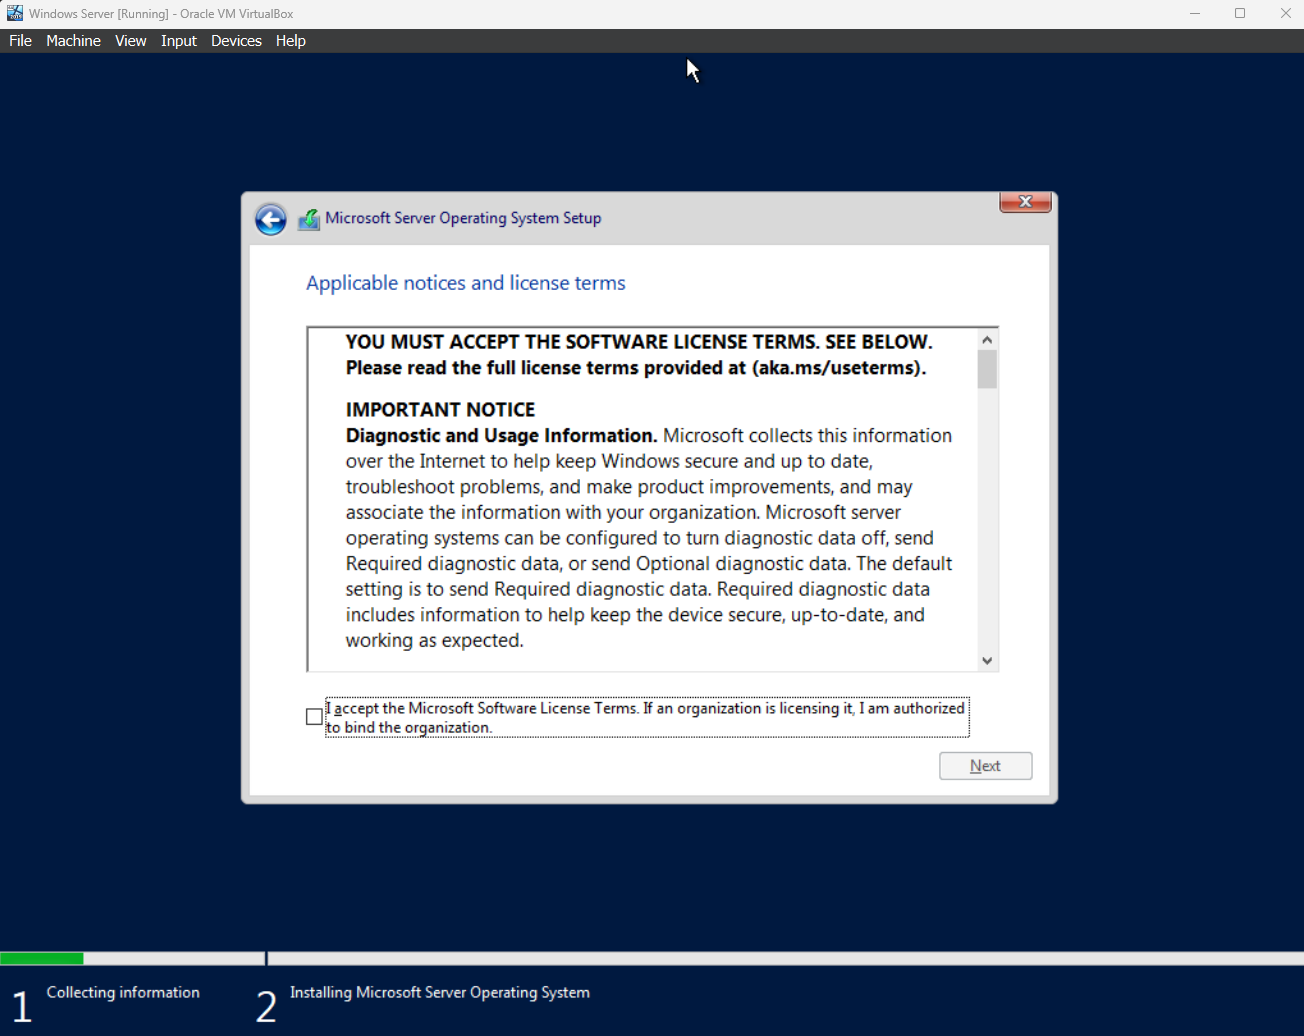 Windows Server [Running] - Oracle VM VirtualBox
File Machine View Input Devices Help
Microsoft Server Operating System Setup
Applicable notices and license terms
YOU MUST ACCEPT THE SOFTWARE LICENSE TERMS. SEE BELOW.
Please read the full license terms provided at (aka.ms/useterms).
IMPORTANT NOTICE
Diagnostic and Usage Information. Microsoft collects this information
over the Internet to help keep Windows secure and up to date,
troubleshoot problems, and make product improvements, and may
associate the information with your organization. Microsoft server
operating systems can be configured to turn diagnostic data off, send
Required diagnostic data, or send Optional diagnostic data. The default
setting is to send Required diagnostic data. Required diagnostic data
includes information to help keep the device secure, up-to-date, and
working as expected.
I accept the Microsoft Software License Terms. If an organization is licensing it, I am authorized
to bind the organization.
Next
1 Collecting information
2 Installing Microsoft Server Operating System